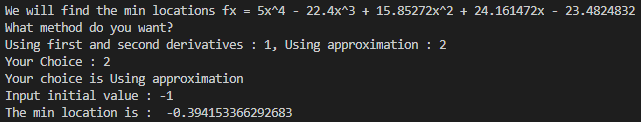 We will find the min locations fx = 5x^4 - 22.4x^3 + 15.85272x^2 + 24.161472x - 23.4824832
What method do you want?
Using first and second derivatives : 1, Using approximation : 2
Your Choice : 2
Your choice is Using approximation
Input initial value : -1
The min location is :  -0.394153366292683